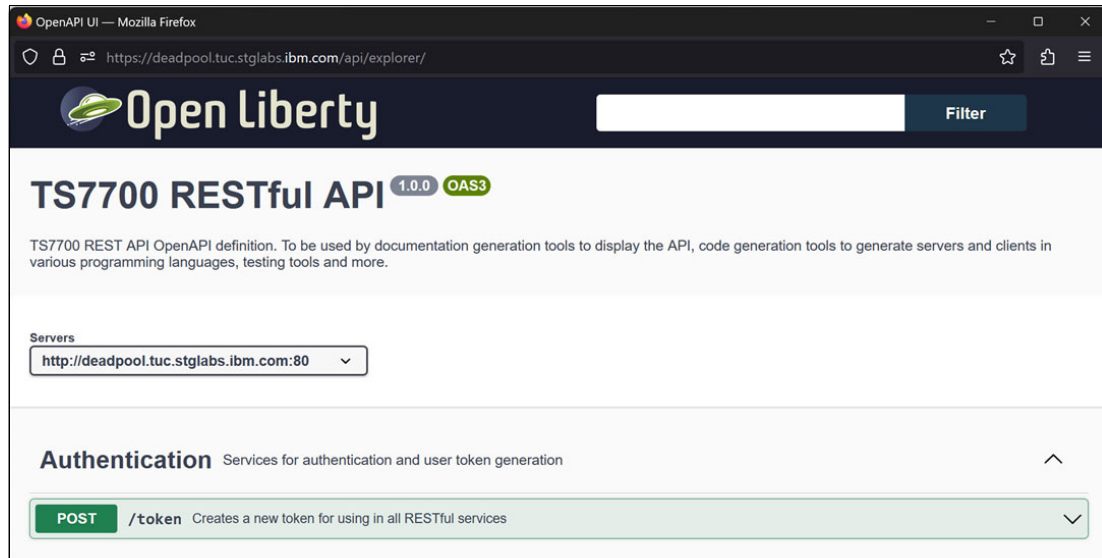 OpenAPI UI — Mozilla Firefox
https://deadpool.tuc.stglabs.ibm.com/api/explorer/
Open Liberty
Filter
TS7700 RESTful API 1.0.0 OAS3
TS7700 REST API OpenAPI definition. To be used by documentation generation tools to display the API, code generation tools to generate servers and clients in
various programming languages, testing tools and more.
Servers
http://deadpool.tuc.stglabs.ibm.com:80
Authentication Services for authentication and user token generation
POST /token Creates a new token for using in all RESTful services